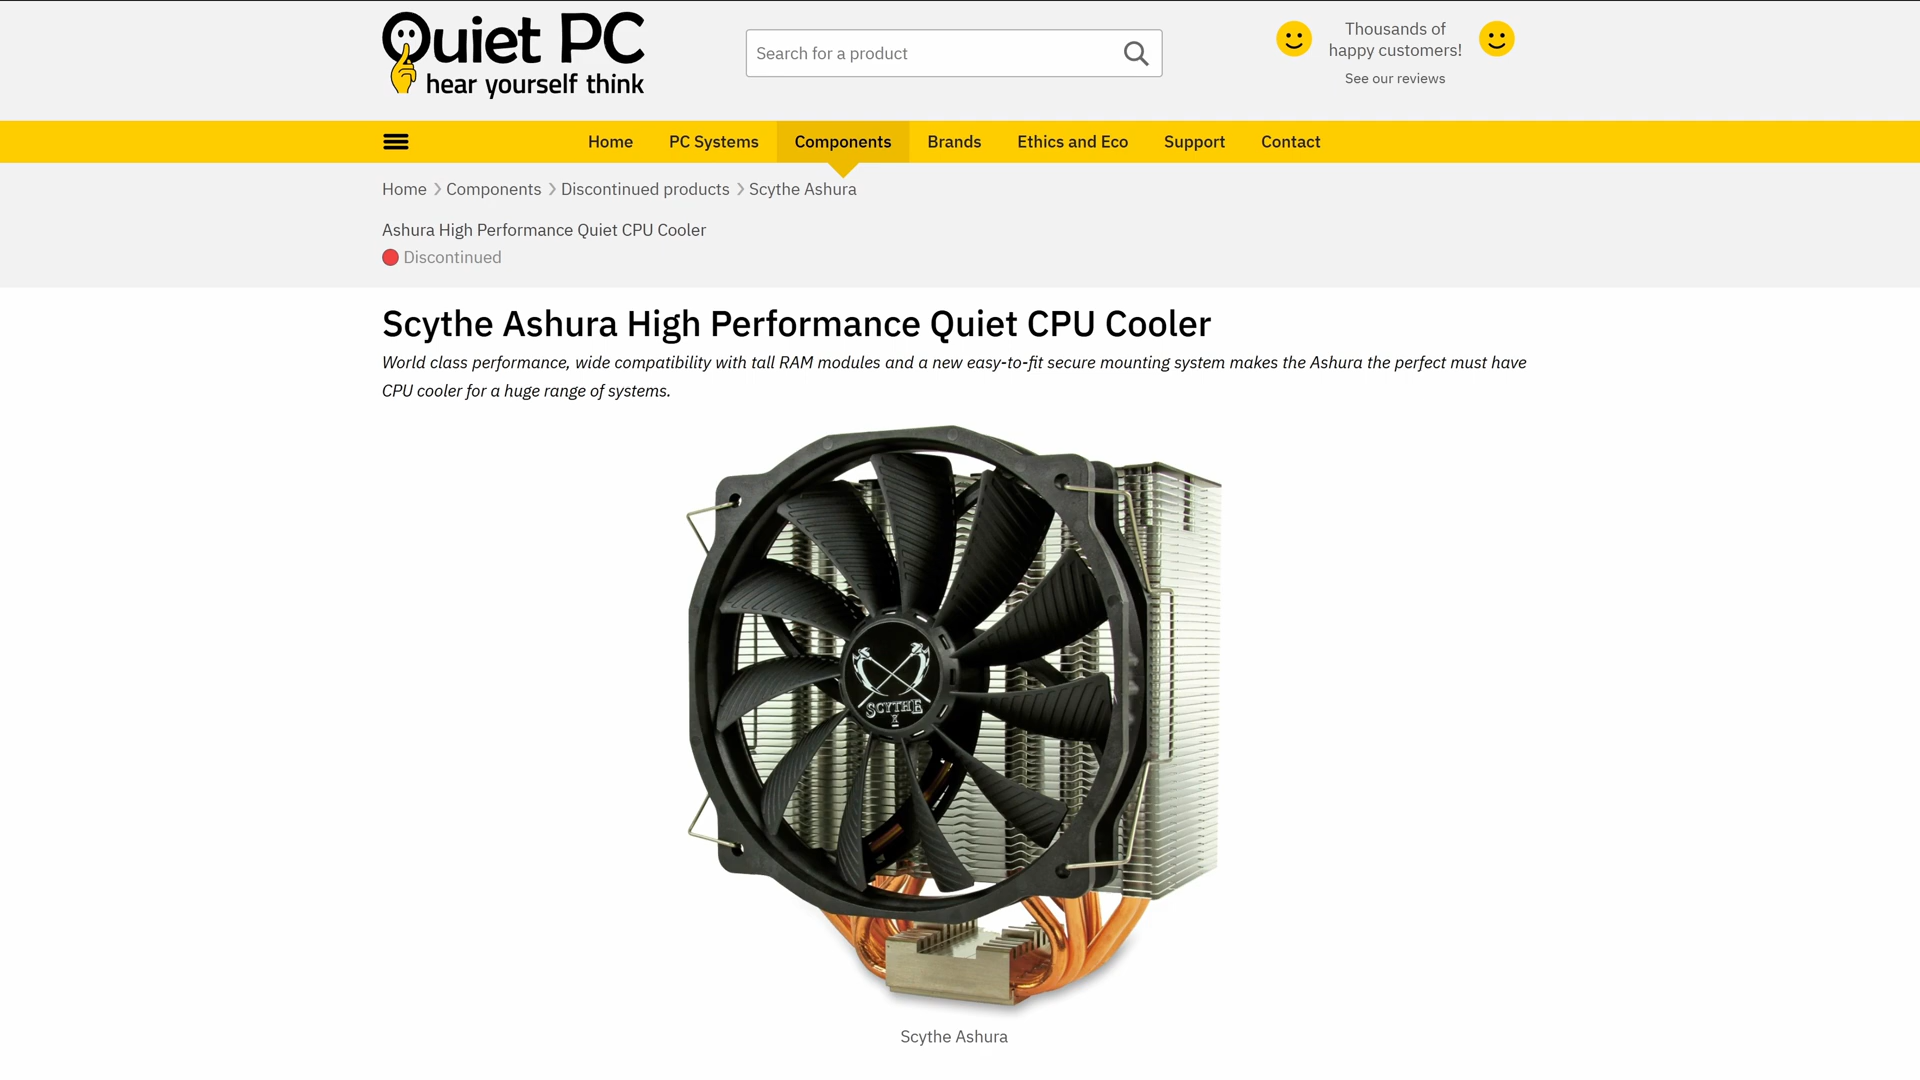 Quiet PC
hear yourself think
Search for a product
Thousands of
happy customers!
See our reviews
Home
PC Systems
Components
Brands
Ethics and Eco
Support
Contact
Home
Components
Discontinued products
Scythe Ashura
Ashura High Performance Quiet CPU Cooler
Discontinued
Scythe Ashura High Performance Quiet CPU Cooler
World class performance, wide compatibility with tall RAM modules and a new easy-to-fit secure mounting system makes the Ashura the perfect must have
CPU cooler for a huge range of systems.
SCYTHE
Scythe Ashura